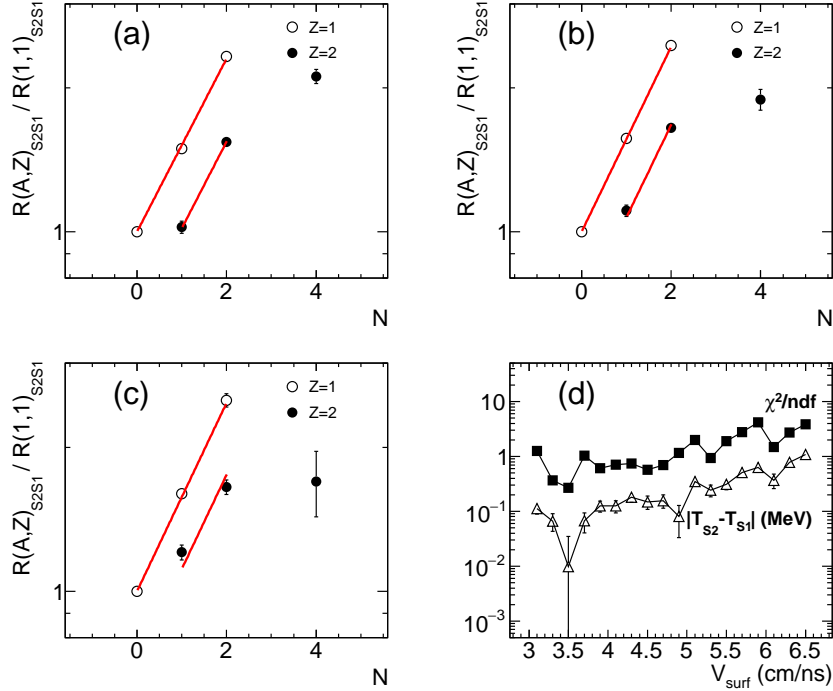 (a)
Z=1
Z=2
R(A,Z)S2S1 / R(1,1)S2S1
1
0 2 4
N
(b)
Z=1
Z=2
R(A,Z)S2S1 / R(1,1)S2S1
1
0 2 4
N
(c)
Z=1
Z=2
R(A,Z)S2S1 / R(1,1)S2S1
1
0 2 4
N
(d)
χ²/ndf
|TS2-TS1| (MeV)
10
1
10⁻¹
10⁻²
10⁻³
3 3.5 4 4.5 5 5.5 6 6.5
Vsurf (cm/ns)